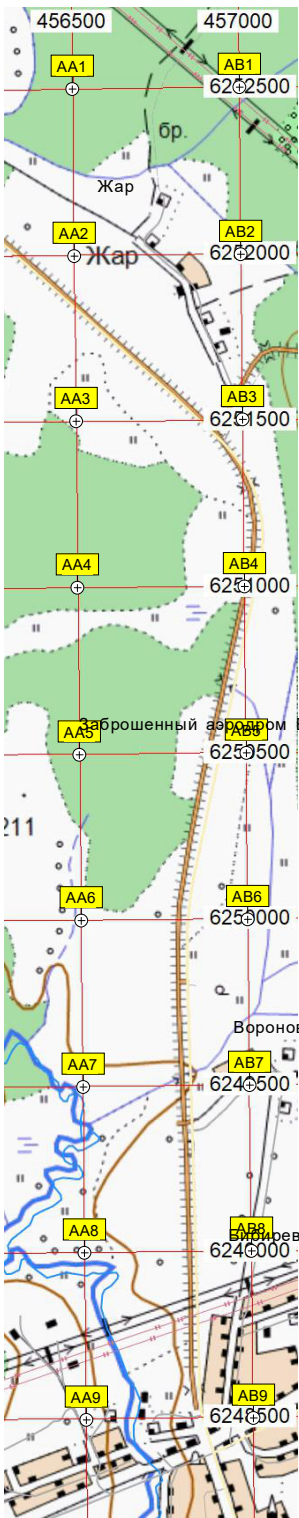 456500 457000
AA1 AB1
6252500
бр.
Жар
AA2 AB2
Жар 6252000
AA3 AB3
6251500
AA4 AB4
6251000
Заброшенный аэродром
AA5 AB5
6250500
211
AA6 AB6
6250000
р
Воронов
AA7 AB7
6249500
AA8 AB8
Бибирев
6249000
AA9 AB9
6248500